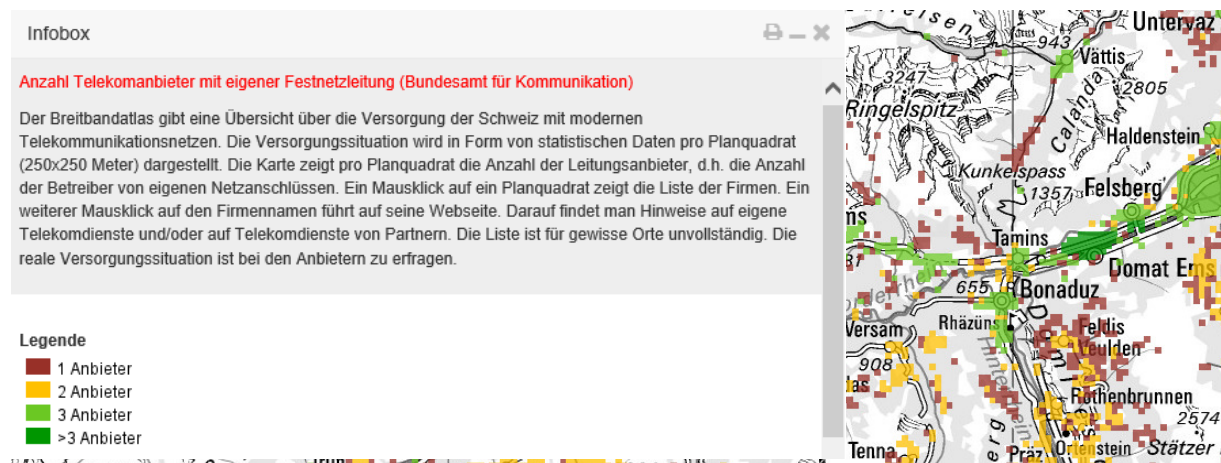 Infobox
Anzahl Telekomanbieter mit eigener Festnetzleitung (Bundesamt für Kommunikation)
Der Breitbandatlas gibt eine Übersicht über die Versorgung der Schweiz mit modernen
Telekommunikationsnetzen. Die Versorgungssituation wird in Form von statistischen Daten pro Planquadrat
(250x250 Meter) dargestellt. Die Karte zeigt pro Planquadrat die Anzahl der Leitungsanbieter, d.h. die Anzahl
der Betreiber von eigenen Netzanschlüssen. Ein Mausklick auf ein Planquadrat zeigt die Liste der Firmen. Ein
weiterer Mausklick auf den Firmennamen führt auf seine Webseite. Darauf findet man Hinweise auf eigene
Telekomdienste und/oder auf Telekomdienste von Partnern. Die Liste ist für gewisse Orte unvollständig. Die
reale Versorgungssituation ist bei den Anbietern zu erfragen.
Legende
1 Anbieter
2 Anbieter
3 Anbieter
>3 Anbieter
Untervaz
943
Vättis
3247
2805
Ringelspitz
Calanda
Haldenstein
Kunkelspass
1357
Felsberg
Tamins
Domat Ems
655
Bonaduz
Rhäzüns
Versam
Feldis
Veulden
908
Hinterrhein
Rothenbrunnen
2574
Tenna
Präz
Ortenstein
Stätzer